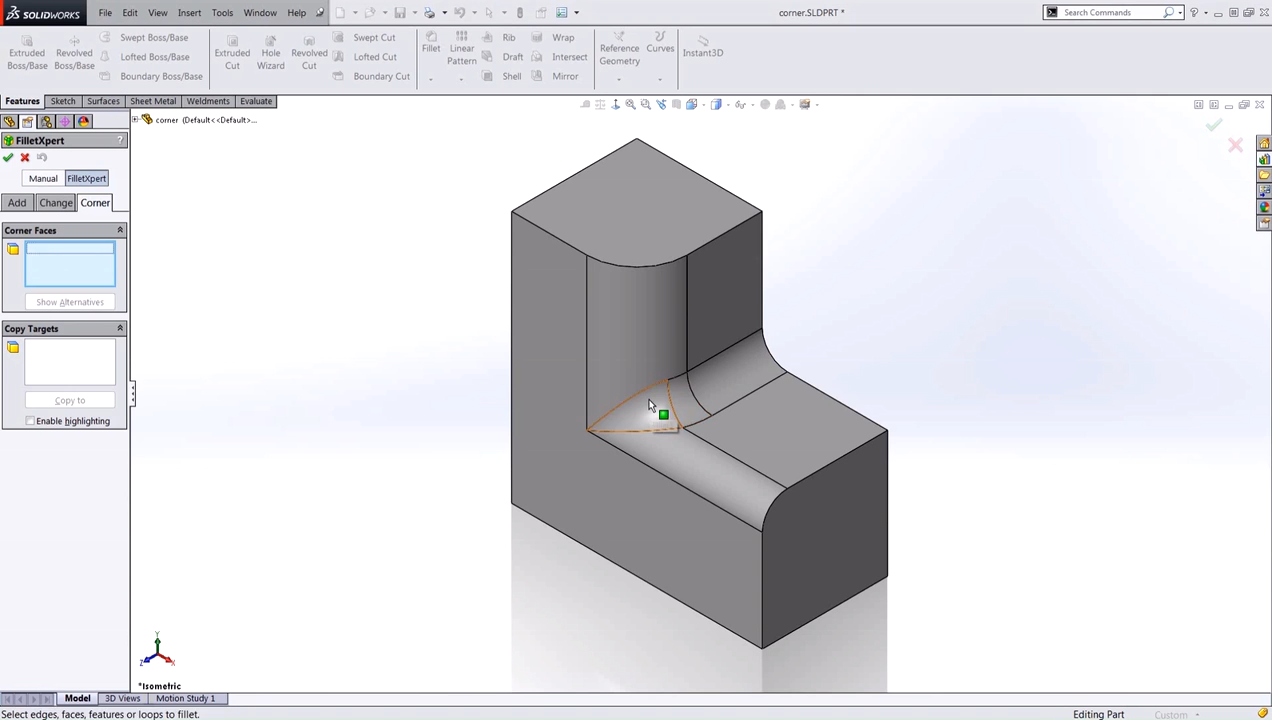 SOLIDWORKS File Edit View Insert Tools Window Help corner.SLDPRT * Search Commands
Extruded Boss/Base
Revolved Boss/Base
Swept Boss/Base
Lofted Boss/Base
Boundary Boss/Base
Extruded Cut
Hole Wizard
Revolved Cut
Swept Cut
Lofted Cut
Boundary Cut
Fillet
Linear Pattern
Rib
Draft
Shell
Wrap
Intersect
Mirror
Reference Geometry
Curves
Instant3D
Features Sketch Surfaces Sheet Metal Weldments Evaluate
corner (Default<<Default>...
FilletXpert ?
Manual FilletXpert
Add Change Corner
Corner Faces
Show Alternatives
Copy Targets
Copy to
Enable highlighting
Y
Z X
*Isometric
Model 3D Views Motion Study 1
Select edges, faces, features or loops to fillet. Editing Part Custom